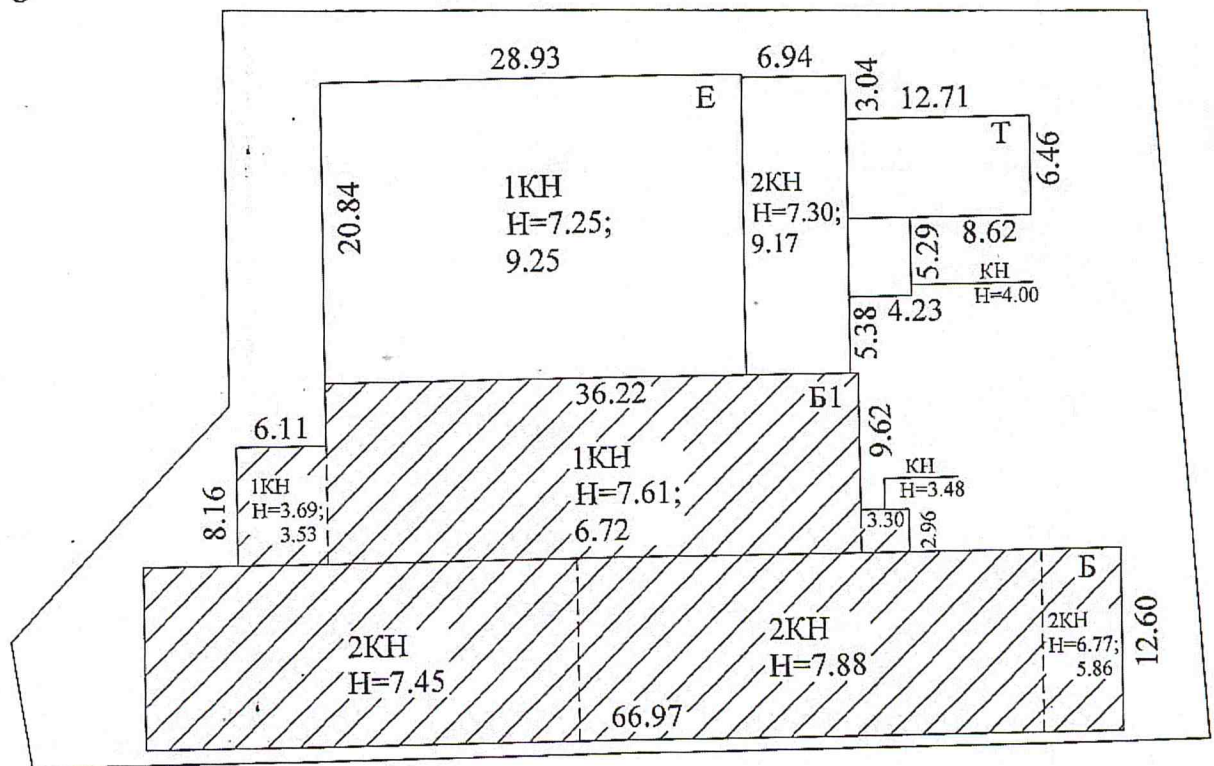 28.93
6.94
3.04
12.71
Е
Т
6.46
20.84
1КН
Н=7.25;
9.25
2КН
Н=7.30;
9.17
5.29
8.62
КН
Н=4.00
4.23
5.38
36.22
Б1
9.62
6.11
8.16
1КН
Н=3.69;
3.53
1КН
Н=7.61;
6.72
КН
Н=3.48
3.30
2.96
Б
2КН
Н=7.45
2КН
Н=7.88
2КН
Н=6.77;
5.86
12.60
66.97